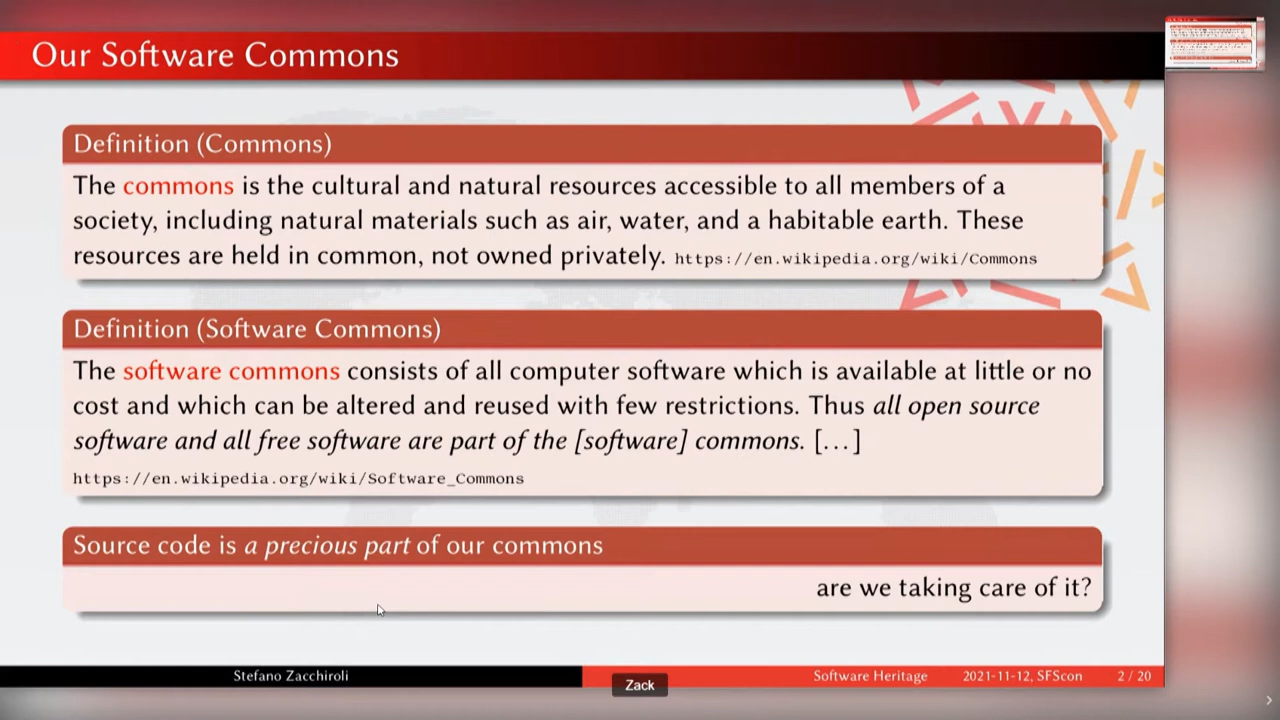 Our Software Commons
Definition (Commons)
The commons is the cultural and natural resources accessible to all members of a
society, including natural materials such as air, water, and a habitable earth. These
resources are held in common, not owned privately. https://en.wikipedia.org/wiki/Commons
Definition (Software Commons)
The software commons consists of all computer software which is available at little or no
cost and which can be altered and reused with few restrictions. Thus all open source
software and all free software are part of the [software] commons. [...]
https://en.wikipedia.org/wiki/Software_Commons
Source code is a precious part of our commons
are we taking care of it?
Stefano Zacchiroli
Software Heritage 2021-11-12, SFScon 2 / 20
Zack